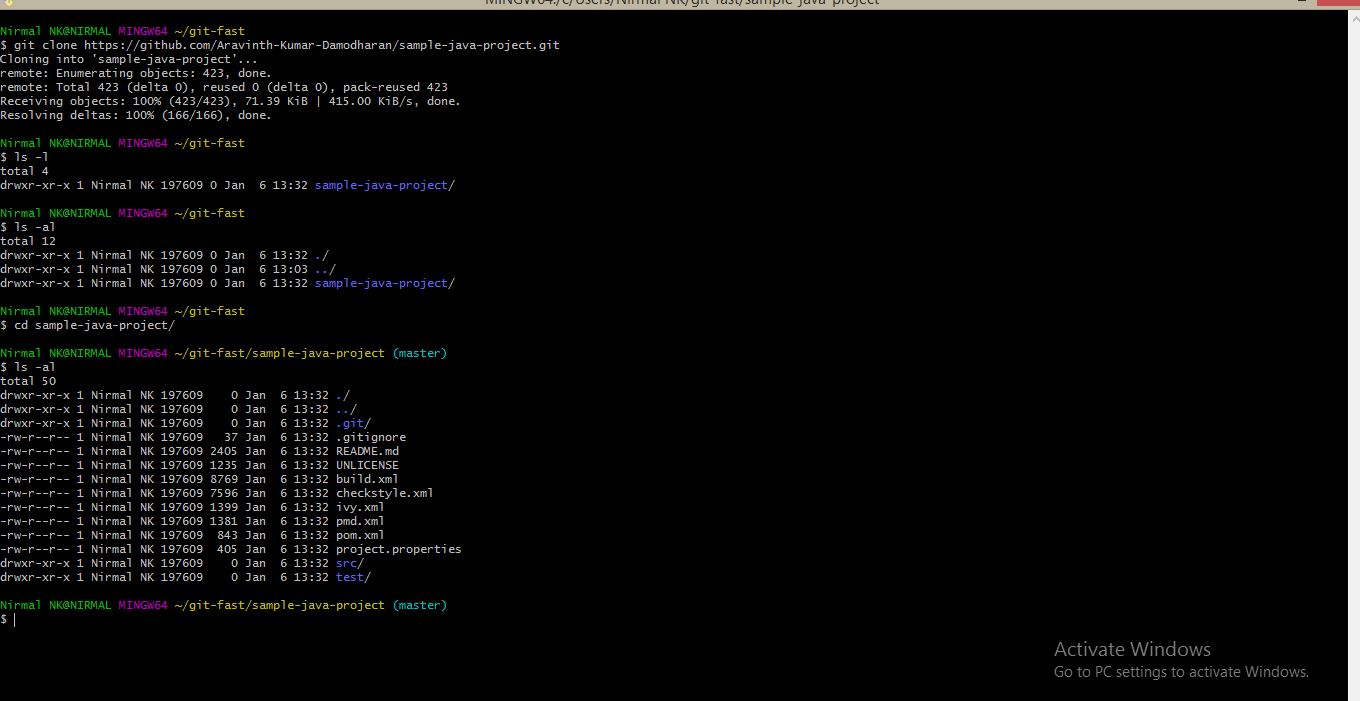 MINGW64:/c/Users/Nirmal NK/git-fast/sample-java-project
Nirmal NK@NIRMAL MINGW64 ~/git-fast
$ git clone https://github.com/Aravinth-Kumar-Damodharan/sample-java-project.git
Cloning into 'sample-java-project'...
remote: Enumerating objects: 423, done.
remote: Total 423 (delta 0), reused 0 (delta 0), pack-reused 423
Receiving objects: 100% (423/423), 71.39 KiB | 415.00 KiB/s, done.
Resolving deltas: 100% (166/166), done.
Nirmal NK@NIRMAL MINGW64 ~/git-fast
$ ls -l
total 4
drwxr-xr-x 1 Nirmal NK 197609 0 Jan  6 13:32 sample-java-project/
Nirmal NK@NIRMAL MINGW64 ~/git-fast
$ ls -al
total 12
drwxr-xr-x 1 Nirmal NK 197609 0 Jan  6 13:32 ./
drwxr-xr-x 1 Nirmal NK 197609 0 Jan  6 13:03 ../
drwxr-xr-x 1 Nirmal NK 197609 0 Jan  6 13:32 sample-java-project/
Nirmal NK@NIRMAL MINGW64 ~/git-fast
$ cd sample-java-project/
Nirmal NK@NIRMAL MINGW64 ~/git-fast/sample-java-project (master)
$ ls -al
total 50
drwxr-xr-x 1 Nirmal NK 197609    0 Jan  6 13:32 ./
drwxr-xr-x 1 Nirmal NK 197609    0 Jan  6 13:32 ../
drwxr-xr-x 1 Nirmal NK 197609    0 Jan  6 13:32 .git/
-rw-r--r-- 1 Nirmal NK 197609   37 Jan  6 13:32 .gitignore
-rw-r--r-- 1 Nirmal NK 197609 2405 Jan  6 13:32 README.md
-rw-r--r-- 1 Nirmal NK 197609 1235 Jan  6 13:32 UNLICENSE
-rw-r--r-- 1 Nirmal NK 197609 8769 Jan  6 13:32 build.xml
-rw-r--r-- 1 Nirmal NK 197609 7596 Jan  6 13:32 checkstyle.xml
-rw-r--r-- 1 Nirmal NK 197609 1399 Jan  6 13:32 ivy.xml
-rw-r--r-- 1 Nirmal NK 197609 1381 Jan  6 13:32 pmd.xml
-rw-r--r-- 1 Nirmal NK 197609  843 Jan  6 13:32 pom.xml
-rw-r--r-- 1 Nirmal NK 197609  405 Jan  6 13:32 project.properties
drwxr-xr-x 1 Nirmal NK 197609    0 Jan  6 13:32 src/
drwxr-xr-x 1 Nirmal NK 197609    0 Jan  6 13:32 test/
Nirmal NK@NIRMAL MINGW64 ~/git-fast/sample-java-project (master)
$
Activate Windows
Go to PC settings to activate Windows.